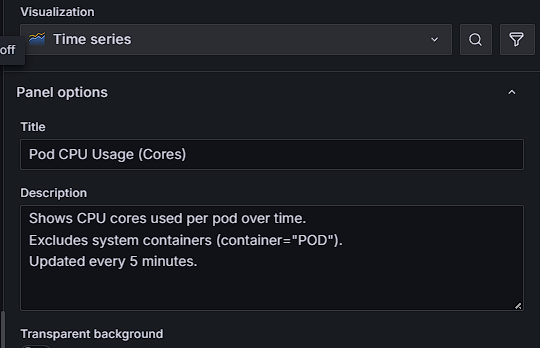 Visualization
off
Time series
Panel options
Title
Pod CPU Usage (Cores)
Description
Shows CPU cores used per pod over time.
Excludes system containers (container="POD").
Updated every 5 minutes.
Transparent background